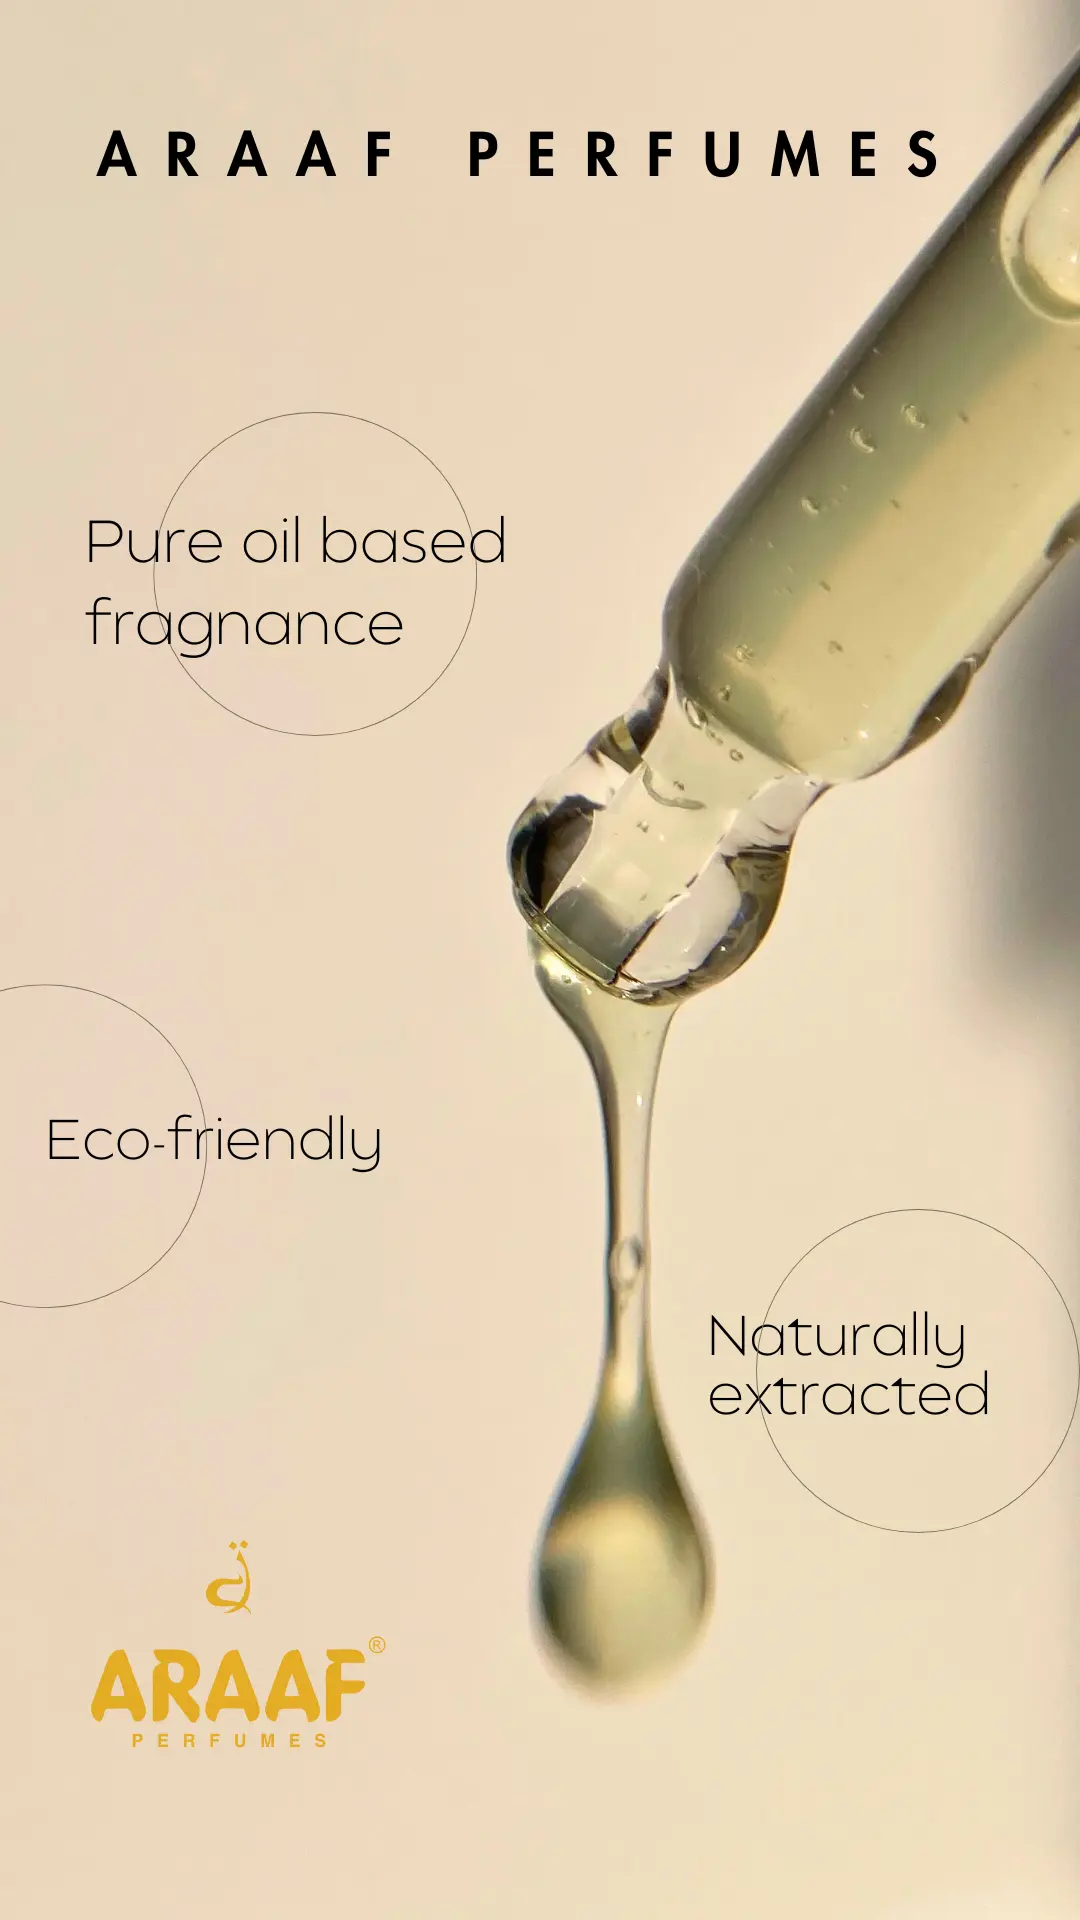 ARAAF PERFUMES
Pure oil based
fragnance
Eco-friendly
Naturally
extracted
ARAAF®
PERFUMES